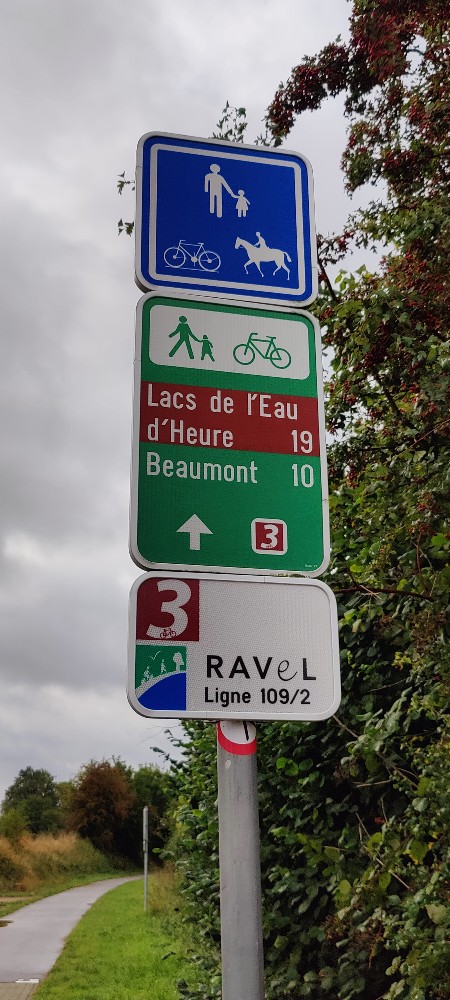 Lacs de l'Eau
d'Heure 19
Beaumont 10
3
3
RAVeL
Ligne 109/2